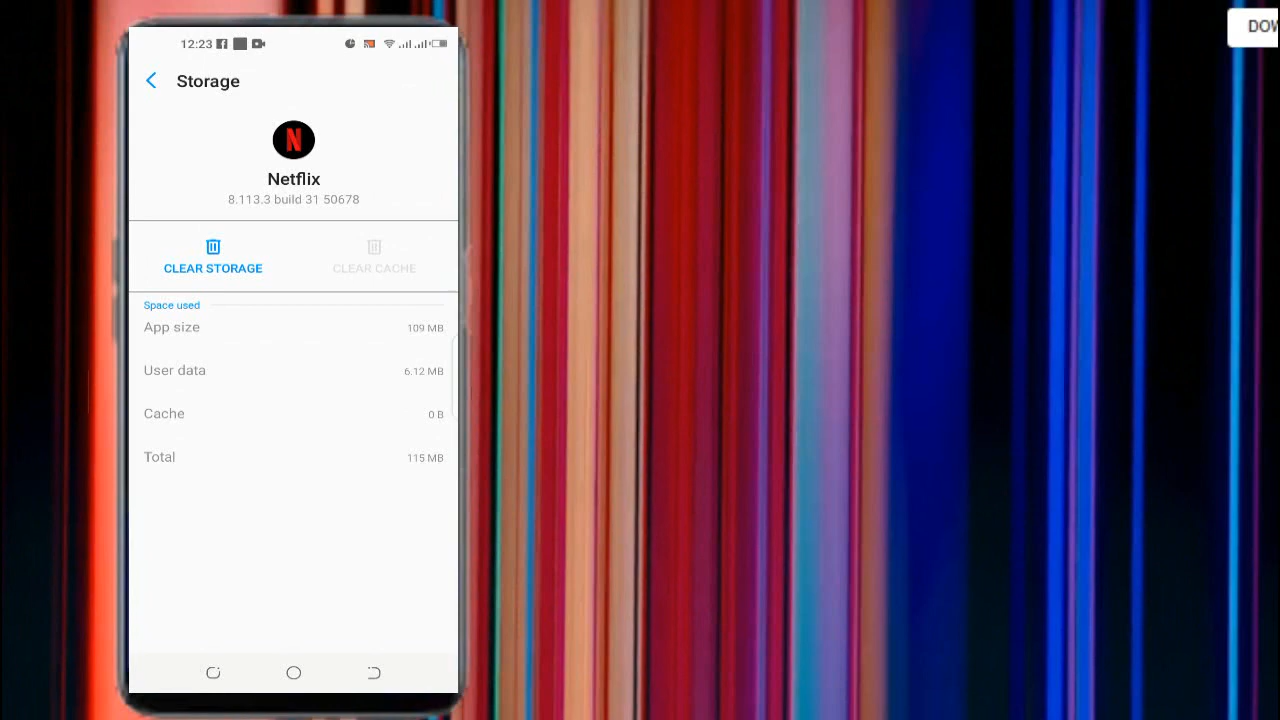 12:23
Storage
N
Netflix
8.113.3 build 31 50678
CLEAR STORAGE
CLEAR CACHE
Space used
App size 109 MB
User data 6.12 MB
Cache 0 B
Total 115 MB